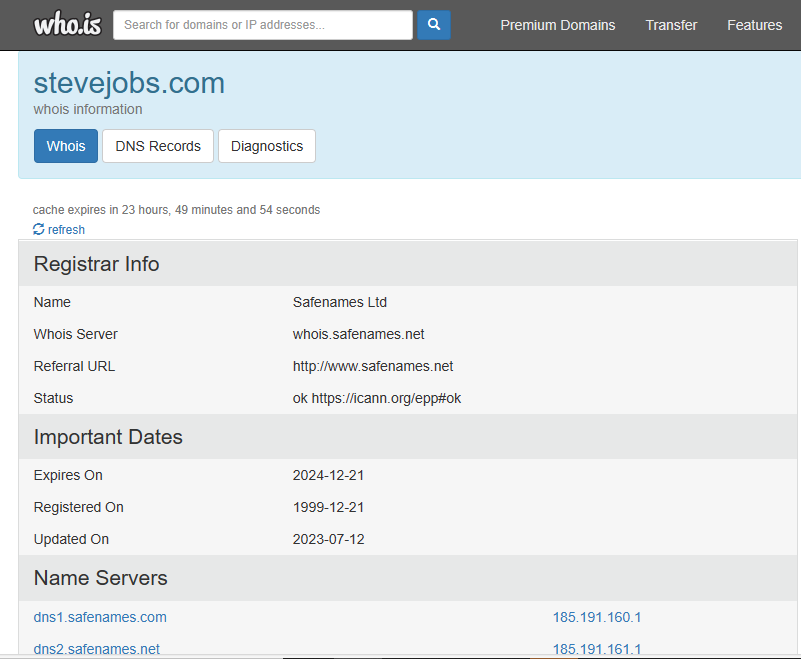 who.is Search for domains or IP addresses... Premium Domains Transfer Features
stevejobs.com
whois information
Whois DNS Records Diagnostics
cache expires in 23 hours, 49 minutes and 54 seconds
refresh
Registrar Info
Name Safenames Ltd
Whois Server whois.safenames.net
Referral URL http://www.safenames.net
Status ok https://icann.org/epp#ok
Important Dates
Expires On 2024-12-21
Registered On 1999-12-21
Updated On 2023-07-12
Name Servers
dns1.safenames.com 185.191.160.1
dns2.safenames.net 185.191.161.1